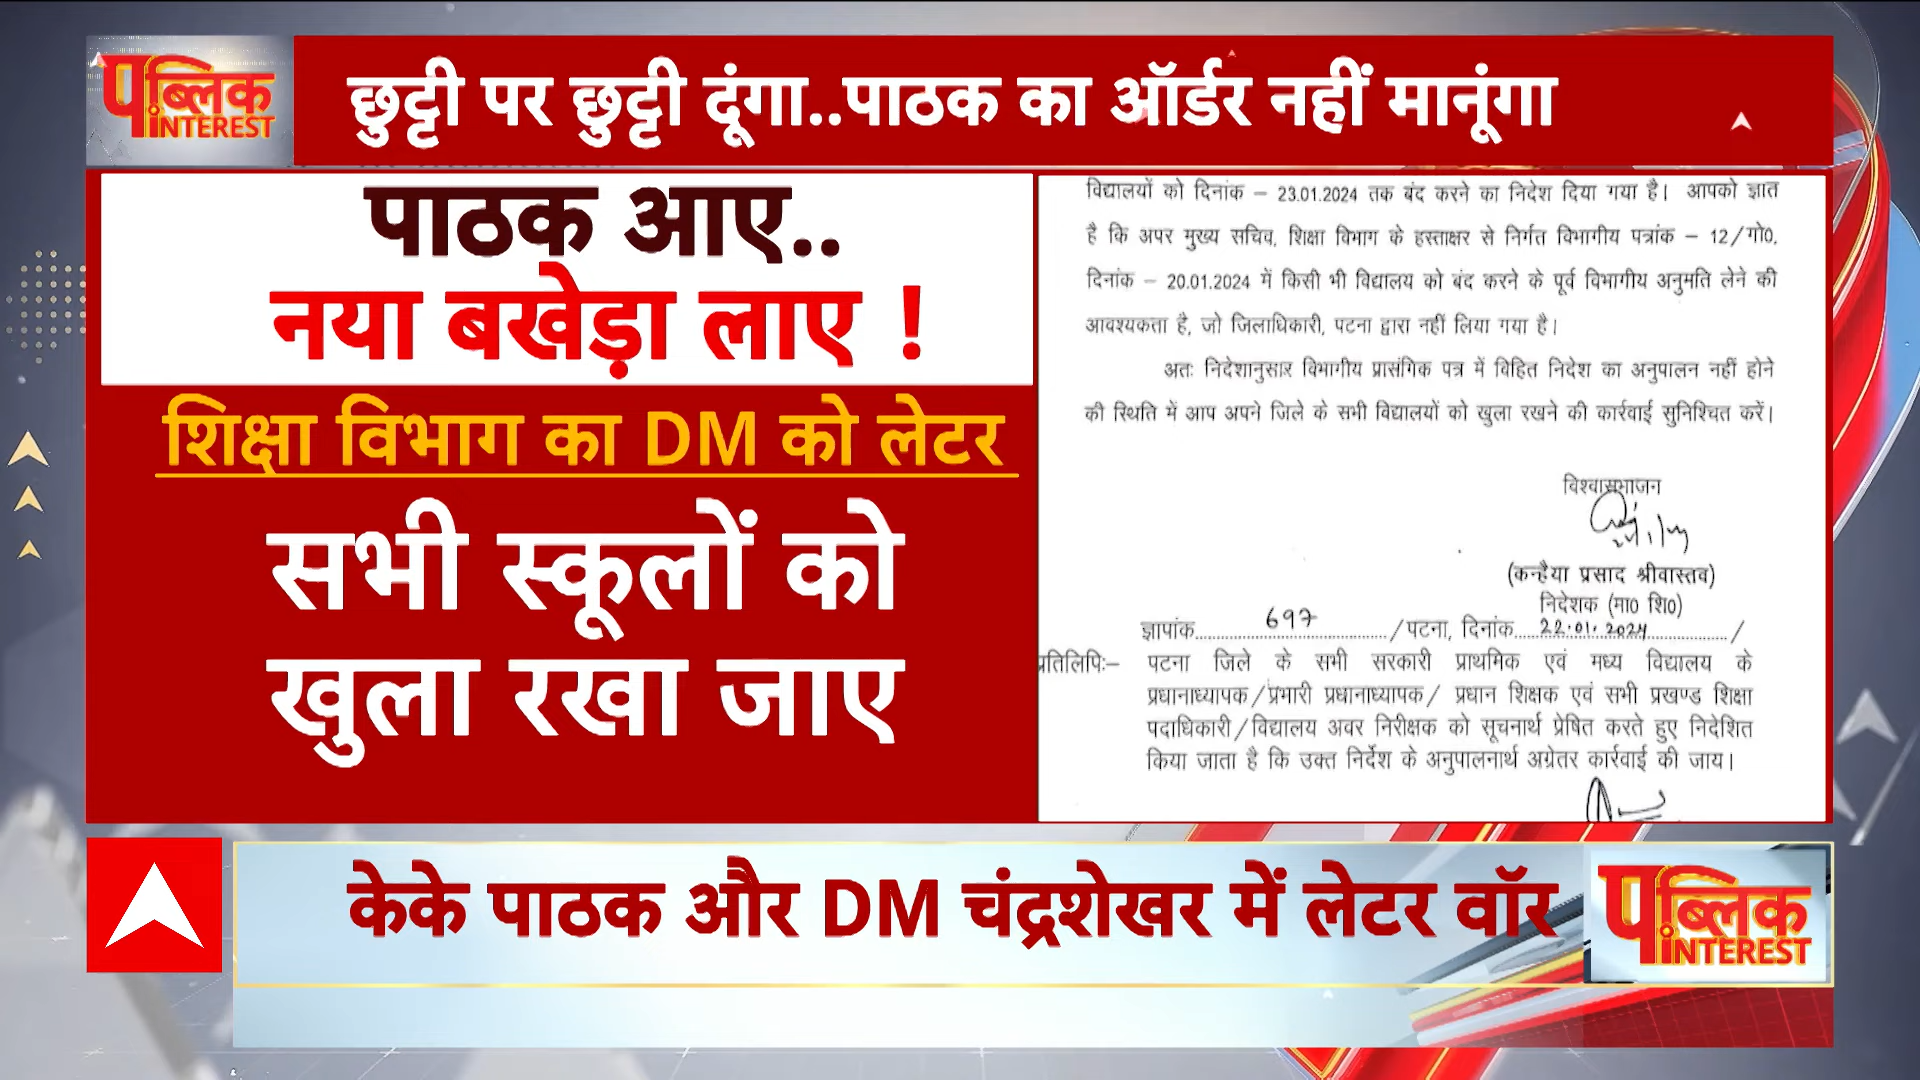 पब्लिक
INTEREST
छुट्टी पर छुट्टी दूंगा..पाठक का ऑर्डर नहीं मानूंगा
पाठक आए..
नया बखेड़ा लाए !
शिक्षा विभाग का DM को लेटर
सभी स्कूलों को
खुला रखा जाए
विद्यालयों को दिनांक – 23.01.2024 तक बंद करने का निदेश दिया गया है। आपको ज्ञात
है कि अपर मुख्य सचिव, शिक्षा विभाग के हस्ताक्षर से निर्गत विभागीय पत्रांक – 12/गो0,
दिनांक – 20.01.2024 में किसी भी विद्यालय को बंद करने के पूर्व विभागीय अनुमति लेने की
आवश्यकता है, जो जिलाधिकारी, पटना द्वारा नहीं लिया गया है।
अतः निदेशानुसार विभागीय प्रासंगिक पत्र में विहित निदेश का अनुपालन नहीं होने
की स्थिति में आप अपने जिले के सभी विद्यालयों को खुला रखने की कार्रवाई सुनिश्चित करें।
विश्वासभाजन
(कन्हैया प्रसाद श्रीवास्तव)
निदेशक (मा0 शि0)
ज्ञापांक..........697........../पटना, दिनांक.....22.01.2024........../
प्रतिलिपिः– पटना जिले के सभी सरकारी प्राथमिक एवं मध्य विद्यालय के
प्रधानाध्यापक/प्रभारी प्रधानाध्यापक/ प्रधान शिक्षक एवं सभी प्रखण्ड शिक्षा
पदाधिकारी/विद्यालय अवर निरीक्षक को सूचनार्थ प्रेषित करते हुए निदेशित
किया जाता है कि उक्त निर्देश के अनुपालनार्थ अग्रेतर कार्रवाई की जाय।
केके पाठक और DM चंद्रशेखर में लेटर वॉर
पब्लिक
INTEREST